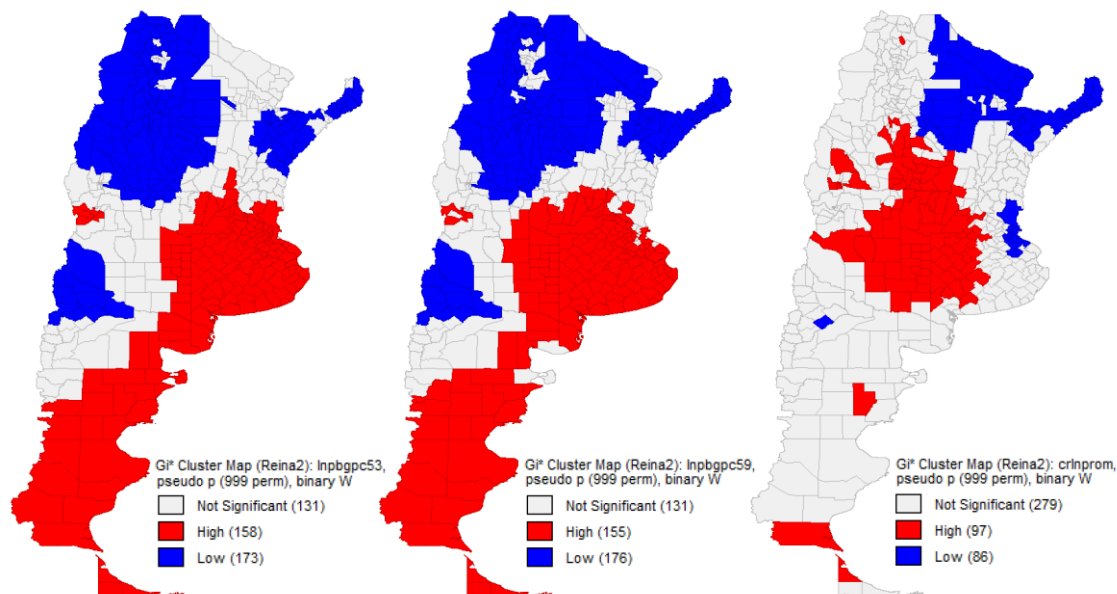 Gi* Cluster Map (Reina2): lnpbgpc53,
pseudo p (999 perm), binary W
Not Significant (131)
High (158)
Low (173)
Gi* Cluster Map (Reina2): lnpbgpc59,
pseudo p (999 perm), binary W
Not Significant (131)
High (155)
Low (176)
Gi* Cluster Map (Reina2): crlnprom,
pseudo p (999 perm), binary W
Not Significant (279)
High (97)
Low (86)